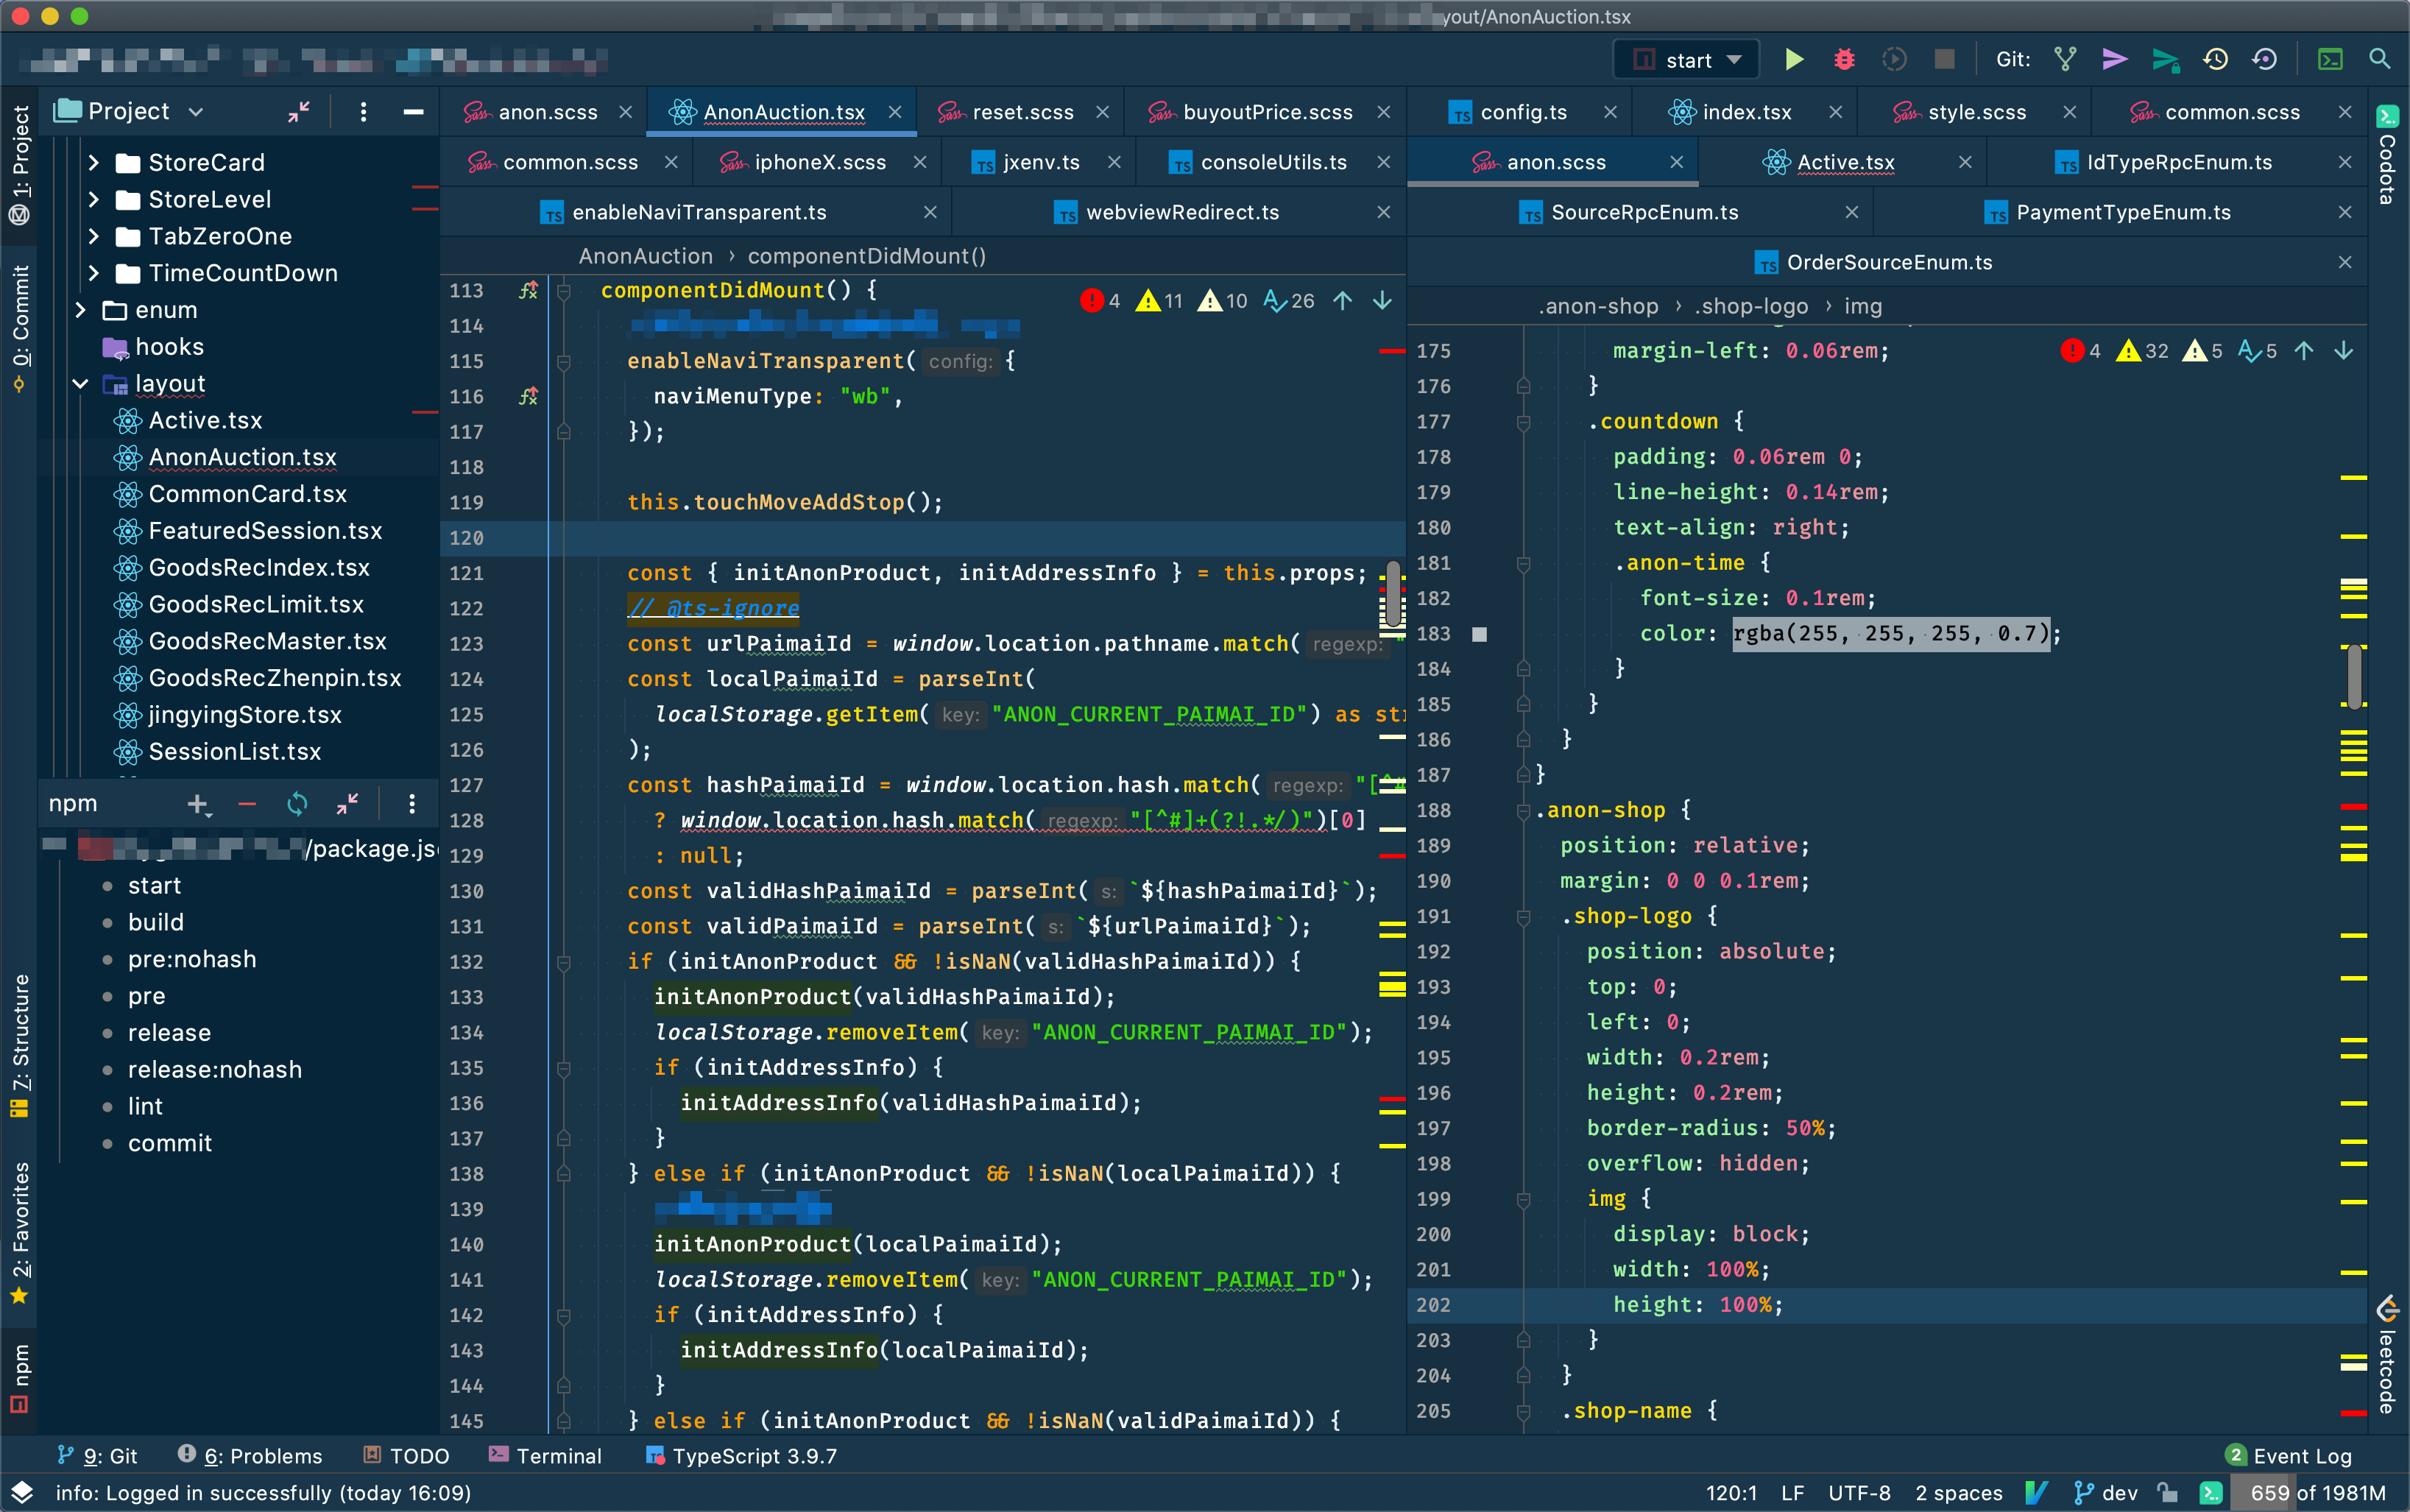 yout/AnonAuction.tsx
start
Git:
1: Project
0: Commit
7: Structure
2: Favorites
npm
Project
StoreCard
StoreLevel
TabZeroOne
TimeCountDown
enum
hooks
layout
Active.tsx
AnonAuction.tsx
CommonCard.tsx
FeaturedSession.tsx
GoodsRecIndex.tsx
GoodsRecLimit.tsx
GoodsRecMaster.tsx
GoodsRecZhenpin.tsx
jingyingStore.tsx
SessionList.tsx
npm
/package.js
start
build
pre:nohash
pre
release
release:nohash
lint
commit
anon.scss
AnonAuction.tsx
reset.scss
buyoutPrice.scss
common.scss
iphoneX.scss
jxenv.ts
consoleUtils.ts
enableNaviTransparent.ts
webviewRedirect.ts
AnonAuction › componentDidMount()
4 11 10 26
113 componentDidMount() {
114
115 enableNaviTransparent( config: {
116 naviMenuType: "wb",
117 });
118
119 this.touchMoveAddStop();
120
121 const { initAnonProduct, initAddressInfo } = this.props;
122 // @ts-ignore
123 const urlPaimaiId = window.location.pathname.match( regexp: "
124 const localPaimaiId = parseInt(
125 localStorage.getItem( key: "ANON_CURRENT_PAIMAI_ID") as str
126 );
127 const hashPaimaiId = window.location.hash.match( regexp: "[^#
128 ? window.location.hash.match( regexp: "[^#]+(?!.*/)")[0]
129 : null;
130 const validHashPaimaiId = parseInt( s: `${hashPaimaiId}`);
131 const validPaimaiId = parseInt( s: `${urlPaimaiId}`);
132 if (initAnonProduct && !isNaN(validHashPaimaiId)) {
133 initAnonProduct(validHashPaimaiId);
134 localStorage.removeItem( key: "ANON_CURRENT_PAIMAI_ID");
135 if (initAddressInfo) {
136 initAddressInfo(validHashPaimaiId);
137 }
138 } else if (initAnonProduct && !isNaN(localPaimaiId)) {
139
140 initAnonProduct(localPaimaiId);
141 localStorage.removeItem( key: "ANON_CURRENT_PAIMAI_ID");
142 if (initAddressInfo) {
143 initAddressInfo(localPaimaiId);
144 }
145 } else if (initAnonProduct && !isNaN(validPaimaiId)) {
config.ts
index.tsx
style.scss
common.scss
anon.scss
Active.tsx
IdTypeRpcEnum.ts
SourceRpcEnum.ts
PaymentTypeEnum.ts
OrderSourceEnum.ts
.anon-shop › .shop-logo › img
4 32 5 5
175 margin-left: 0.06rem;
176 }
177 .countdown {
178 padding: 0.06rem 0;
179 line-height: 0.14rem;
180 text-align: right;
181 .anon-time {
182 font-size: 0.1rem;
183 color: rgba(255, 255, 255, 0.7);
184 }
185 }
186 }
187 }
188 .anon-shop {
189 position: relative;
190 margin: 0 0 0.1rem;
191 .shop-logo {
192 position: absolute;
193 top: 0;
194 left: 0;
195 width: 0.2rem;
196 height: 0.2rem;
197 border-radius: 50%;
198 overflow: hidden;
199 img {
200 display: block;
201 width: 100%;
202 height: 100%;
203 }
204 }
205 .shop-name {
Codota
leetcode
9: Git
6: Problems
TODO
Terminal
TypeScript 3.9.7
2 Event Log
info: Logged in successfully (today 16:09)
120:1 LF UTF-8 2 spaces dev 659 of 1981M